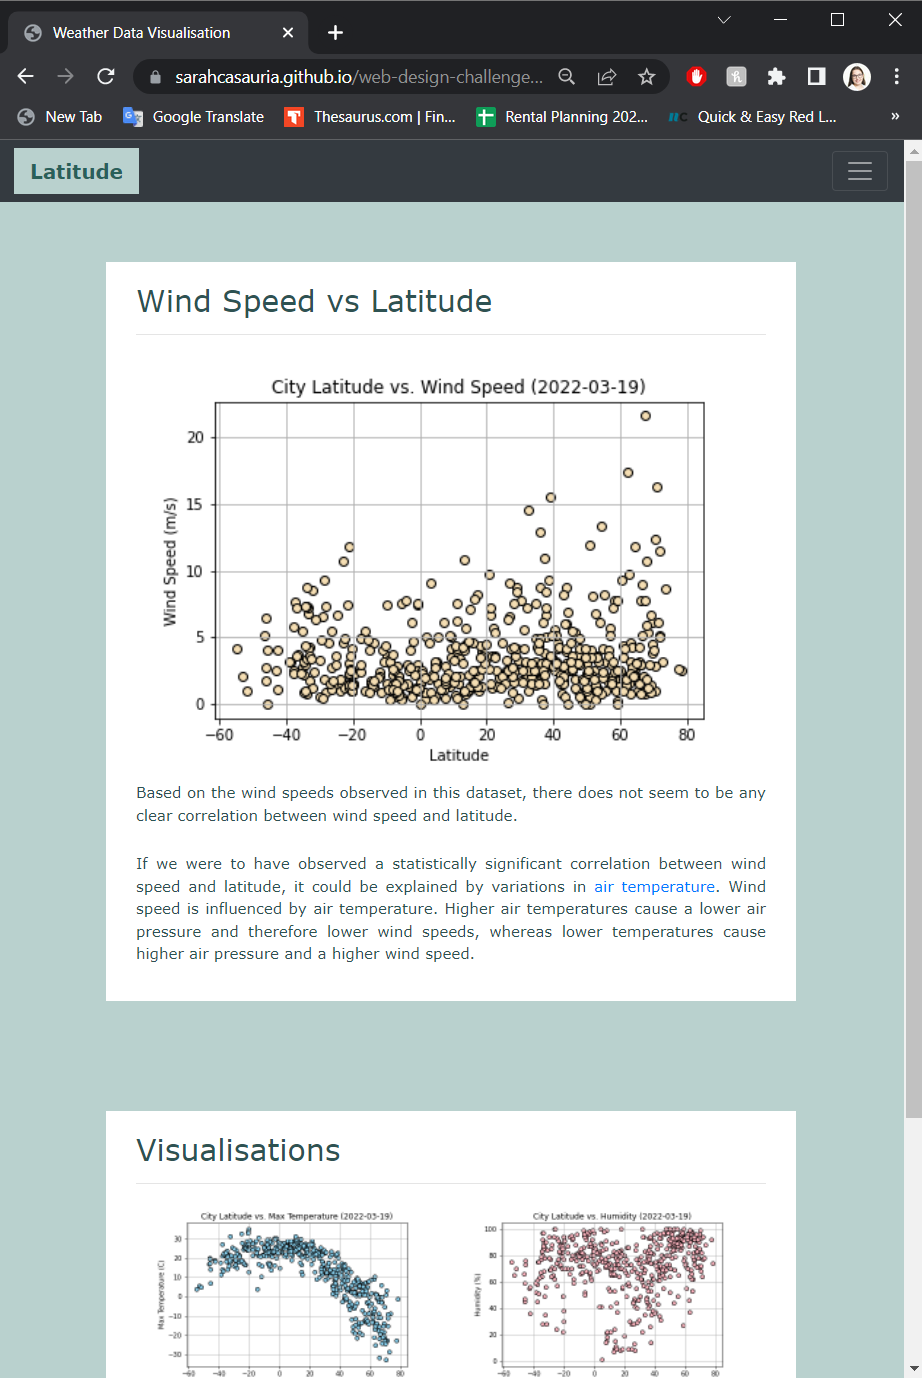 Weather Data Visualisation
sarahcasauria.github.io/web-design-challenge...
New Tab
Google Translate
Thesaurus.com | Fin...
Rental Planning 202...
Quick & Easy Red L...
»
Latitude
Wind Speed vs Latitude
City Latitude vs. Wind Speed (2022-03-19)
Wind Speed (m/s)
20
15
10
5
0
−60 −40 −20 0 20 40 60 80
Latitude
Based on the wind speeds observed in this dataset, there does not seem to be any
clear correlation between wind speed and latitude.
If we were to have observed a statistically significant correlation between wind
speed and latitude, it could be explained by variations in air temperature. Wind
speed is influenced by air temperature. Higher air temperatures cause a lower air
pressure and therefore lower wind speeds, whereas lower temperatures cause
higher air pressure and a higher wind speed.
Visualisations
City Latitude vs. Max Temperature (2022-03-19)
Max Temperature (C)
30
20
10
0
−10
−20
−30
−60 −40 −20 0 20 40 60 80
City Latitude vs. Humidity (2022-03-19)
Humidity (%)
100
80
60
40
20
0
−60 −40 −20 0 20 40 60 80